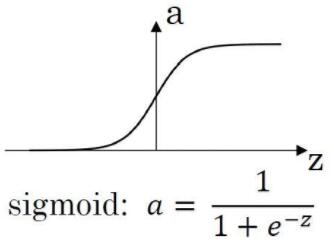 a
z
sigmoid: a = 1 / (1 + e^{-z})